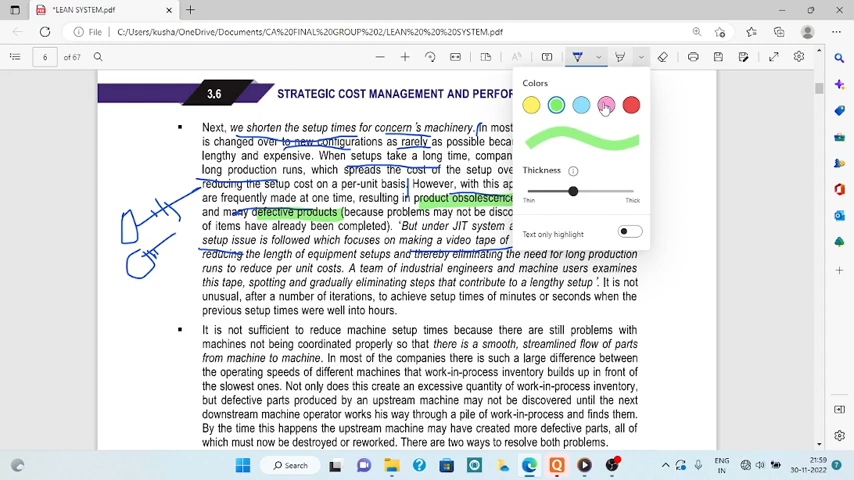 *LEAN SYSTEM.pdf
File
C:/Users/kusha/OneDrive/Documents/CA%20FINAL%20GROUP%202/LEAN%20%20%20SYSTEM.pdf
6 of 67
Colors
Thickness
Thin Thick
Text only highlight
3.6 STRATEGIC COST MANAGEMENT AND PERFOR
Next, we shorten the setup times for concern's machinery. In most
is changed over to new configurations as rarely as possible becau
lengthy and expensive. When setups take a long time, compan
long production runs, which spreads the cost of the setup ove
reducing the setup cost on a per-unit basis. However, with this ap
are frequently made at one time, resulting in product obsolescence
and many defective products (because problems may not be disco
of items have already been completed). 'But under JIT system a
setup issue is followed which focuses on making a video tape of
reducing the length of equipment setups and thereby eliminating the need for long production
runs to reduce per unit costs. A team of industrial engineers and machine users examines
this tape, spotting and gradually eliminating steps that contribute to a lengthy setup'. It is not
unusual, after a number of iterations, to achieve setup times of minutes or seconds when the
previous setup times were well into hours.
It is not sufficient to reduce machine setup times because there are still problems with
machines not being coordinated properly so that there is a smooth, streamlined flow of parts
from machine to machine. In most of the companies there is such a large difference between
the operating speeds of different machines that work-in-process inventory builds up in front of
the slowest ones. Not only does this create an excessive quantity of work-in-process inventory,
but defective parts produced by an upstream machine may not be discovered until the next
downstream machine operator works his way through a pile of work-in-process and finds them.
By the time this happens the upstream machine may have created more defective parts, all of
which must now be destroyed or reworked. There are two ways to resolve both problems.
Search
ENG
IN
21:59
30-11-2022